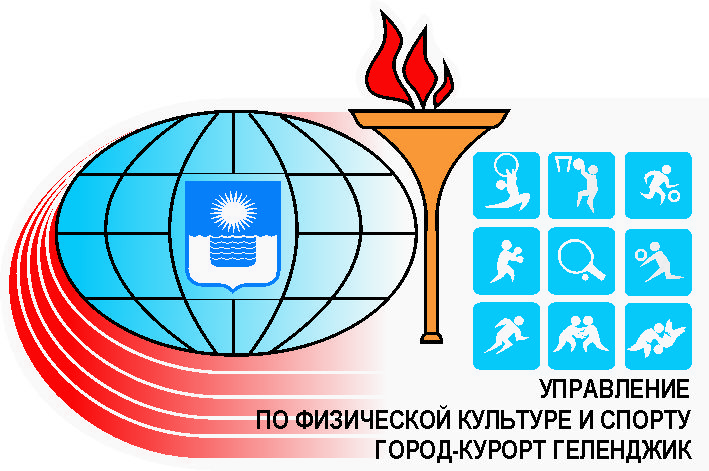 УПРАВЛЕНИЕ
ПО ФИЗИЧЕСКОЙ КУЛЬТУРЕ И СПОРТУ
ГОРОД-КУРОРТ ГЕЛЕНДЖИК